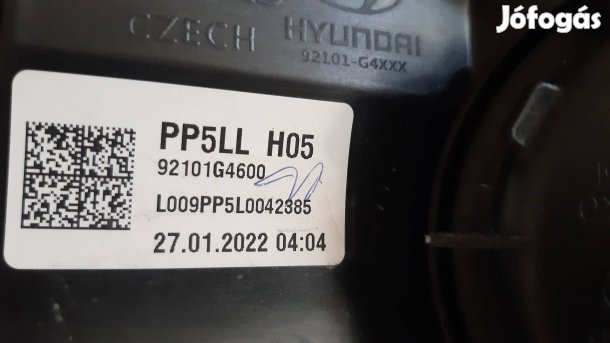 Jófogás
CZECH HYUNDAI
92101-G4XXX
PP5LL H05
92101G4600
L009PP5L0042385
27.01.2022 04:04